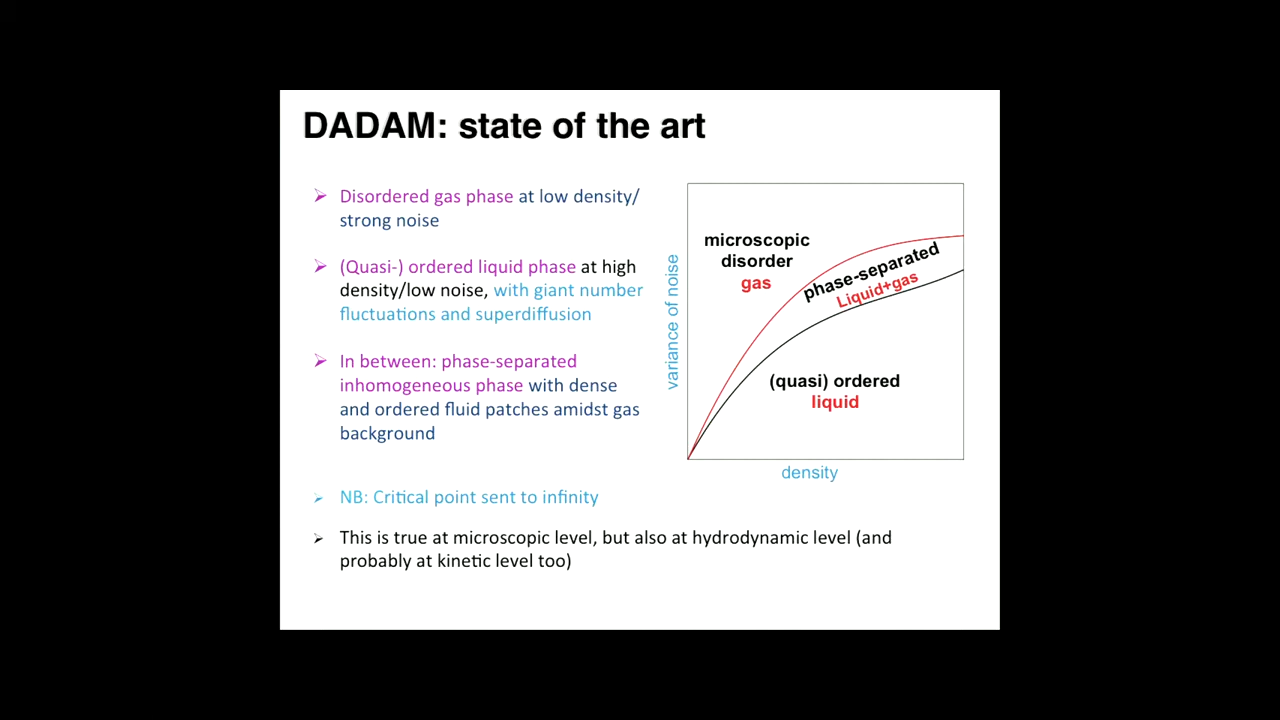 DADAM: state of the art
Disordered gas phase at low density/
strong noise
(Quasi-) ordered liquid phase at high
density/low noise, with giant number
fluctuations and superdiffusion
In between: phase-separated
inhomogeneous phase with dense
and ordered fluid patches amidst gas
background
NB: Critical point sent to infinity
This is true at microscopic level, but also at hydrodynamic level (and
probably at kinetic level too)
variance of noise
microscopic
disorder
gas
phase-separated
Liquid+gas
(quasi) ordered
liquid
density